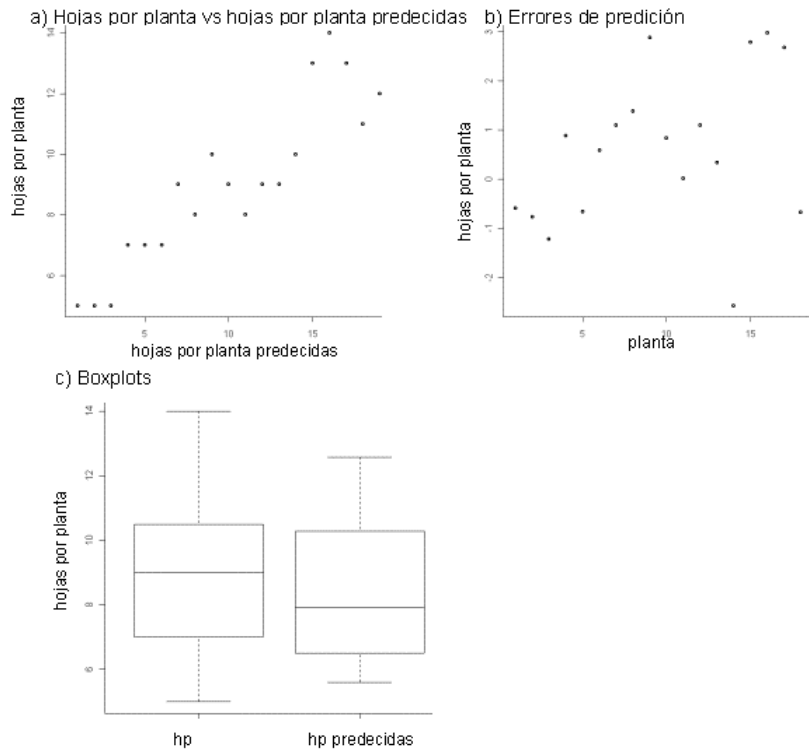 a) Hojas por planta vs hojas por planta predecidas
14
12
10
8
6
hojas por planta
5
10
15
hojas por planta predecidas
b) Errores de predición
3
2
1
0
-1
-2
hojas por planta
5
10
15
planta
c) Boxplots
14
12
10
8
6
hojas por planta
hp
hp predecidas